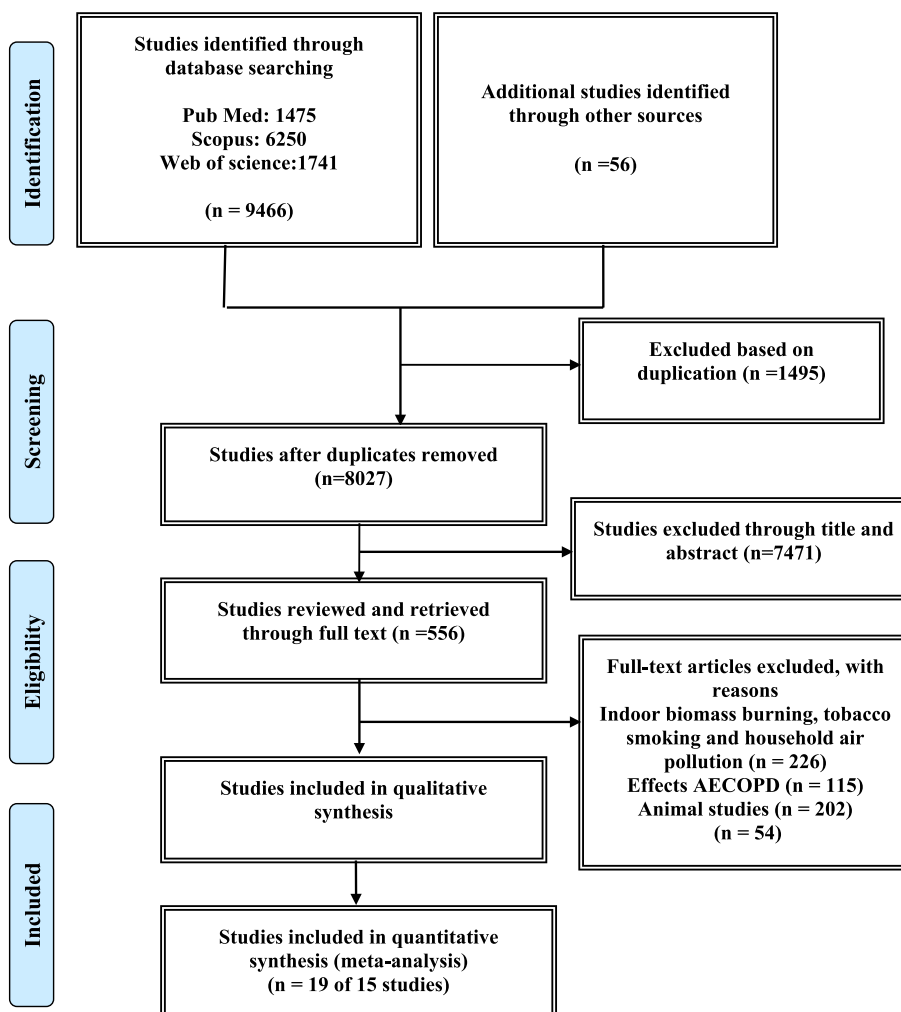 Identification
Studies identified through
database searching
Pub Med: 1475
Scopus: 6250
Web of science:1741
(n = 9466)
Additional studies identified
through other sources
(n =56)
Screening
Excluded based on
duplication (n =1495)
Studies after duplicates removed
(n=8027)
Studies excluded through title and
abstract (n=7471)
Eligibility
Studies reviewed and retrieved
through full text (n =556)
Full-text articles excluded, with
reasons
Indoor biomass burning, tobacco
smoking and household air
pollution (n = 226)
Effects AECOPD (n = 115)
Animal studies (n = 202)
(n = 54)
Studies included in qualitative
synthesis
Included
Studies included in quantitative
synthesis (meta-analysis)
(n = 19 of 15 studies)